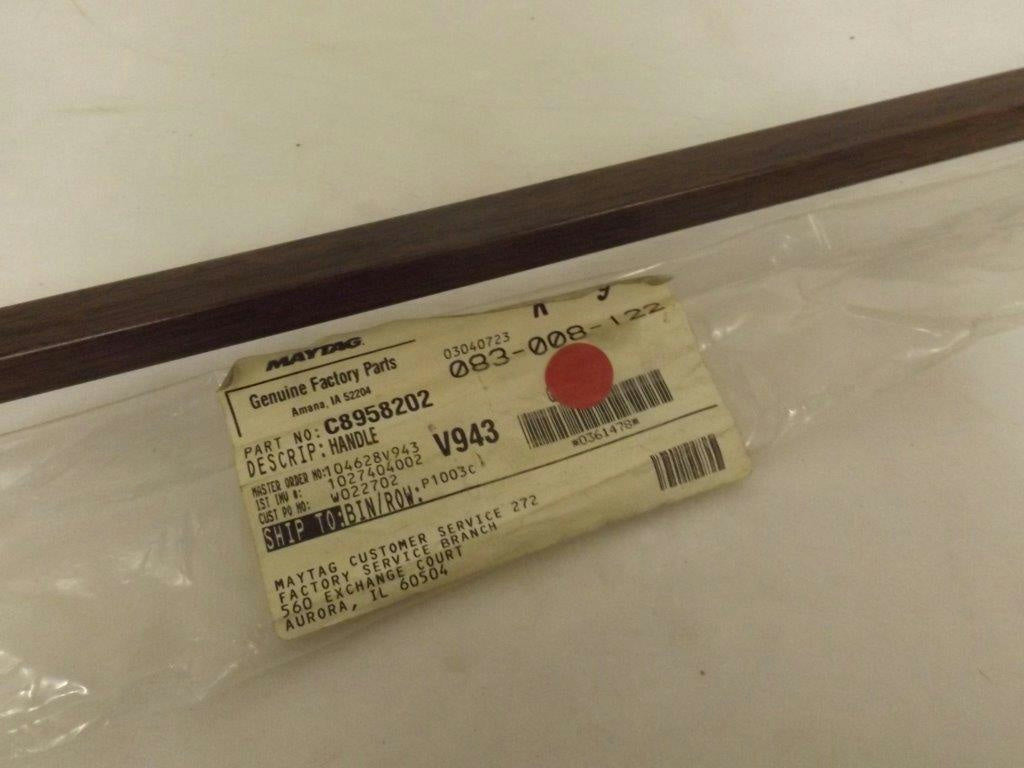 MAYTAG
Genuine Factory Parts
Amana, IA 52204
03040723
083-008-122
PART NO: C8958202
DESCRIP: HANDLE
V943
MASTER ORDER NO: 104628V943
1ST INV #: 1027404002
CUST PO NO: W022702
*0361478*
SHIP TO: BIN/ROW: P1003c
MAYTAG CUSTOMER SERVICE 272
FACTORY SERVICE BRANCH
560 EXCHANGE COURT
AURORA, IL 60504